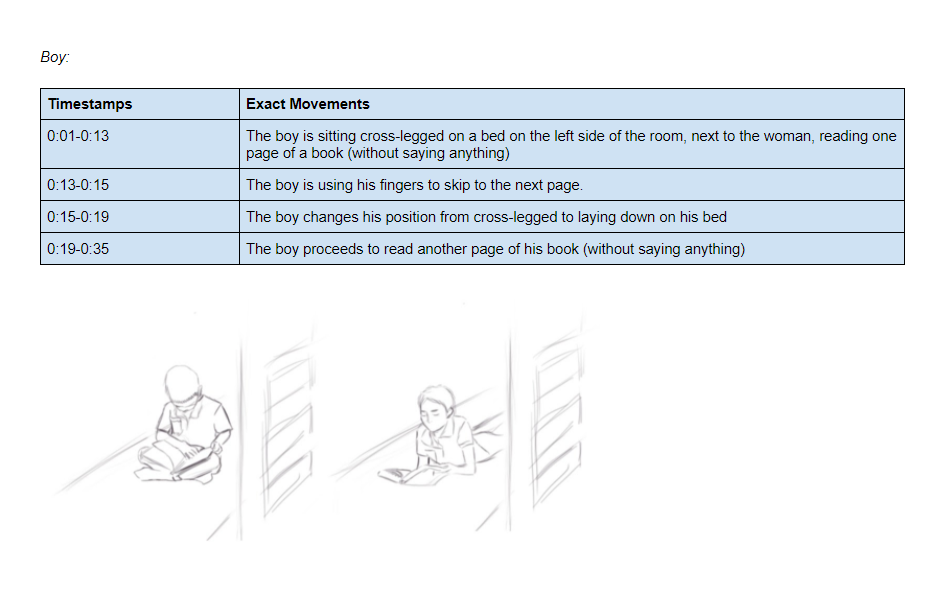 Boy:
Timestamps Exact Movements
0:01-0:13 The boy is sitting cross-legged on a bed on the left side of the room, next to the woman, reading one
page of a book (without saying anything)
0:13-0:15 The boy is using his fingers to skip to the next page.
0:15-0:19 The boy changes his position from cross-legged to laying down on his bed
0:19-0:35 The boy proceeds to read another page of his book (without saying anything)